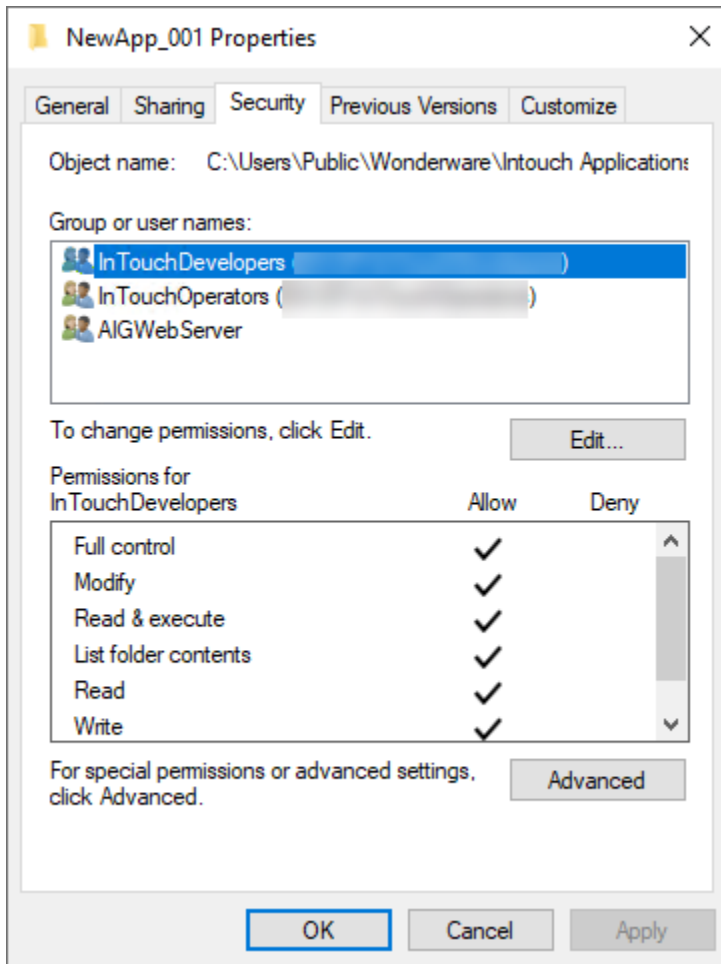 NewApp_001 Properties
General Sharing Security Previous Versions Customize
Object name: C:\Users\Public\Wonderware\Intouch Applications
Group or user names:
InTouchDevelopers ( )
InTouchOperators ( )
AIGWebServer
To change permissions, click Edit.
Edit...
Permissions for
InTouchDevelopers Allow Deny
Full control
Modify
Read & execute
List folder contents
Read
Write
For special permissions or advanced settings,
click Advanced.
Advanced
OK Cancel Apply